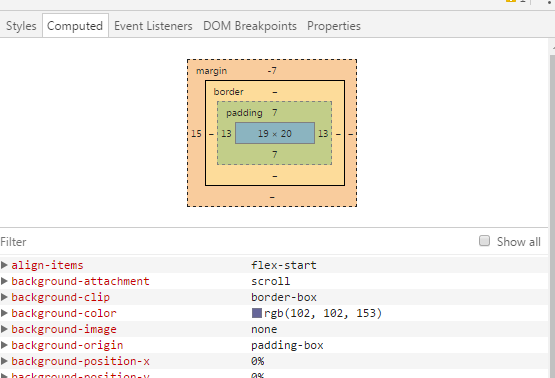 Styles Computed Event Listeners DOM Breakpoints Properties
margin -7
border –
padding 7
15 – 13 19 × 20 13 – –
7
–
–
Filter Show all
align-items flex-start
background-attachment scroll
background-clip border-box
background-color rgb(102, 102, 153)
background-image none
background-origin padding-box
background-position-x 0%
background-position-y 0%